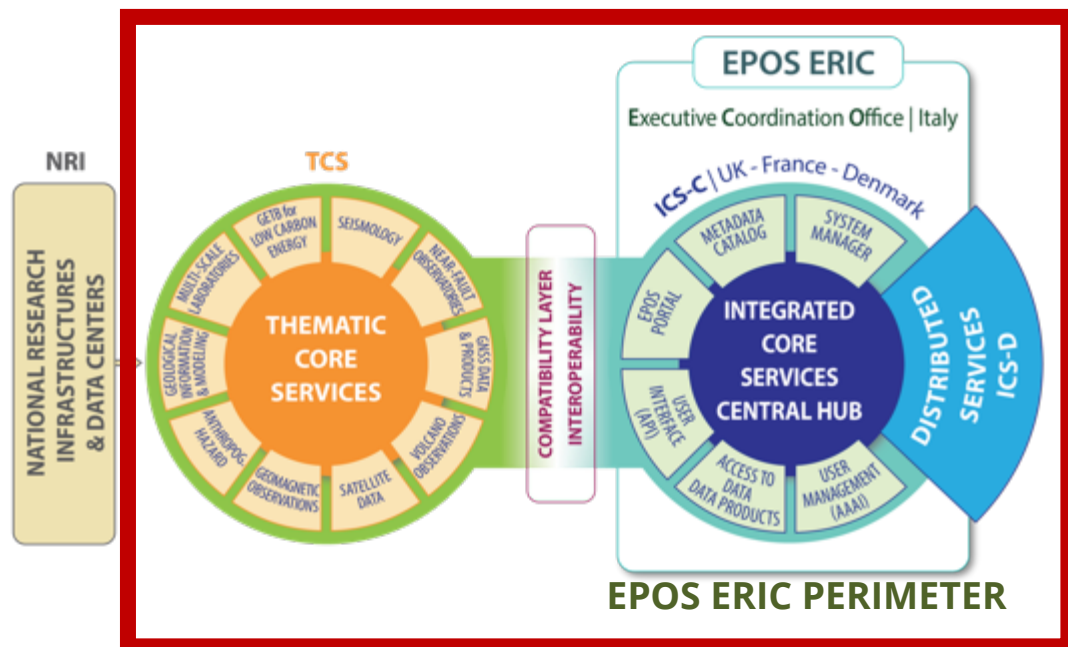 NRI
NATIONAL RESEARCH
INFRASTRUCTURES
& DATA CENTERS
TCS
GETB for
LOW CARBON
ENERGY
SEISMOLOGY
NEAR-FAULT
OBSERVATORIES
GNSS DATA
& PRODUCTS
VOLCANO
OBSERVATIONS
SATELLITE
DATA
GEOMAGNETIC
OBSERVATIONS
ANTHROPOG.
HAZARD
GEOLOGICAL
INFORMATION
& MODELING
MULTI-SCALE
LABORATORIES
THEMATIC
CORE
SERVICES
COMPATIBILITY LAYER
INTEROPERABILITY
EPOS ERIC
Executive Coordination Office | Italy
ICS-C | UK - France - Denmark
METADATA
CATALOG
SYSTEM
MANAGER
EPOS
PORTAL
USER
INTERFACE
(API)
ACCESS TO
DATA
DATA PRODUCTS
USER
MANAGEMENT
(AAAI)
INTEGRATED
CORE
SERVICES
CENTRAL HUB
DISTRIBUTED
SERVICES
ICS-D
EPOS ERIC PERIMETER